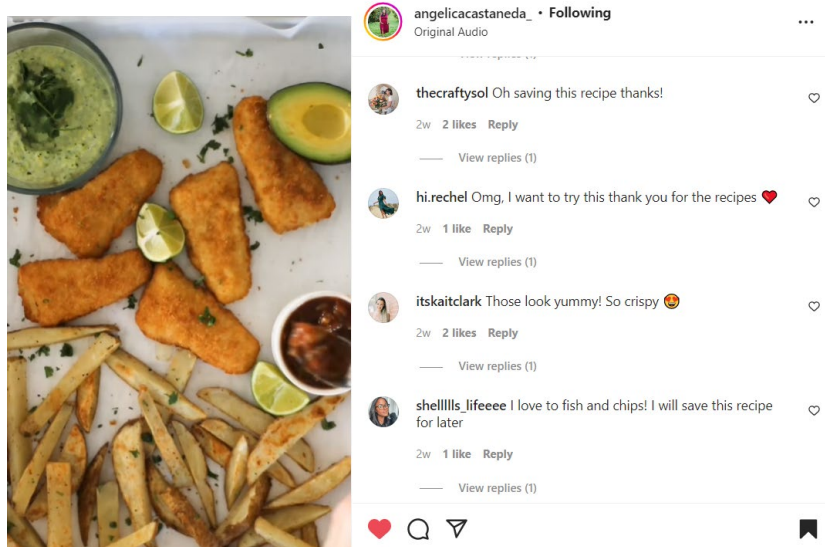 angelicacastaneda_ • Following
Original Audio
thecraftysol Oh saving this recipe thanks!
2w 2 likes Reply
View replies (1)
hi.rechel Omg, I want to try this thank you for the recipes ❤️
2w 1 like Reply
View replies (1)
itskaitclark Those look yummy! So crispy 😍
2w 2 likes Reply
View replies (1)
shellllls_lifeeee I love to fish and chips! I will save this recipe
for later
2w 1 like Reply
View replies (1)